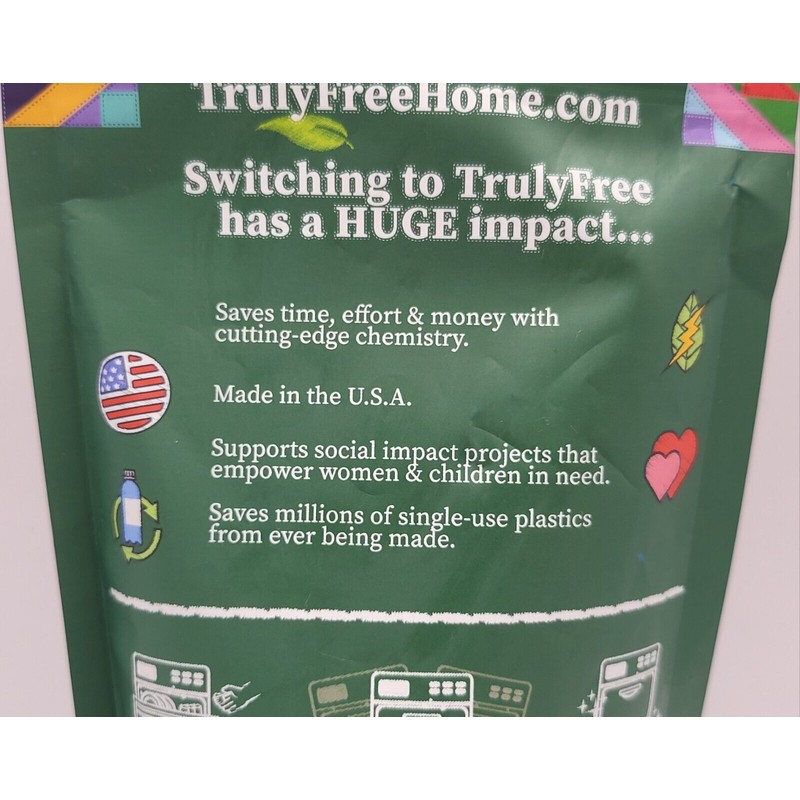 TrulyFreeHome.com
Switching to TrulyFree
has a HUGE impact...
Saves time, effort & money with
cutting-edge chemistry.
Made in the U.S.A.
Supports social impact projects that
empower women & children in need.
Saves millions of single-use plastics
from ever being made.